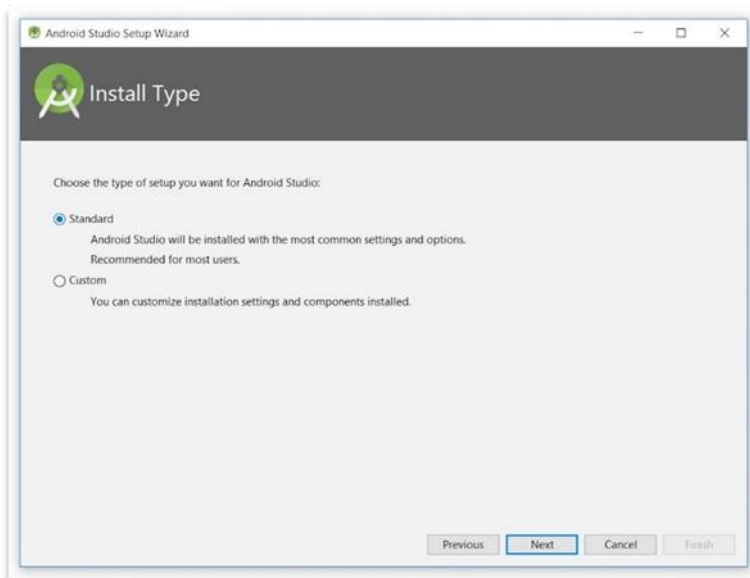 Android Studio Setup Wizard
Install Type
Choose the type of setup you want for Android Studio:
Standard
Android Studio will be installed with the most common settings and options.
Recommended for most users.
Custom
You can customize installation settings and components installed.
Previous Next Cancel Finish